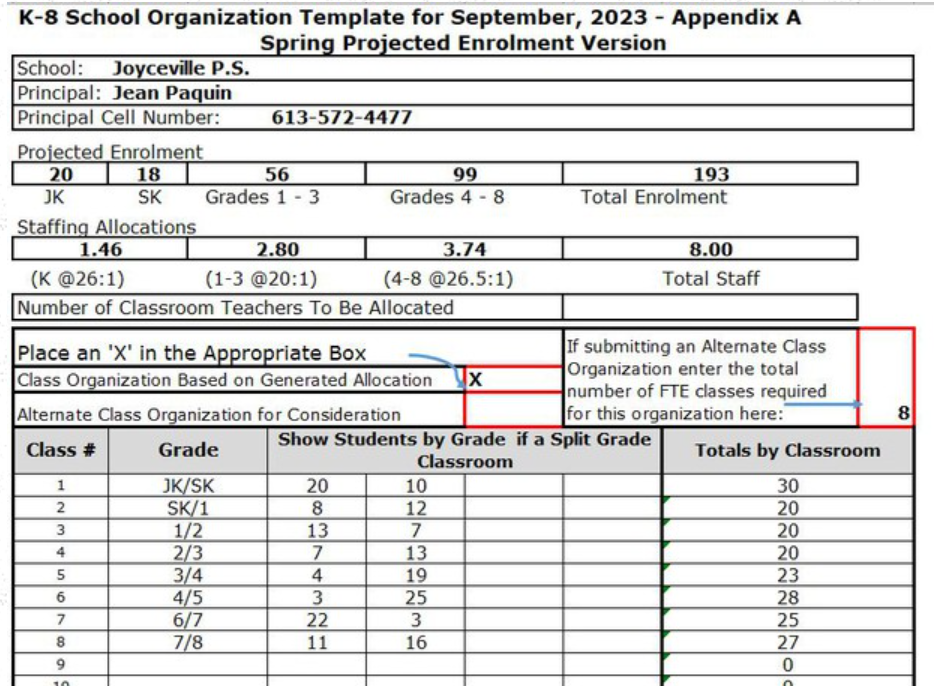 K-8 School Organization Template for September, 2023 - Appendix A
Spring Projected Enrolment Version
School: Joyceville P.S.
Principal: Jean Paquin
Principal Cell Number: 613-572-4477
Projected Enrolment
20 18 56 99 193
JK SK Grades 1 - 3 Grades 4 - 8 Total Enrolment
Staffing Allocations
1.46 2.80 3.74 8.00
(K @26:1) (1-3 @20:1) (4-8 @26.5:1) Total Staff
Number of Classroom Teachers To Be Allocated
Place an 'X' in the Appropriate Box
Class Organization Based on Generated Allocation X
Alternate Class Organization for Consideration
If submitting an Alternate Class
Organization enter the total
number of FTE classes required
for this organization here: 8
Class # Grade Show Students by Grade if a Split Grade Classroom Totals by Classroom
1 JK/SK 20 10 30
2 SK/1 8 12 20
3 1/2 13 7 20
4 2/3 7 13 20
5 3/4 4 19 23
6 4/5 3 25 28
7 6/7 22 3 25
8 7/8 11 16 27
9 0